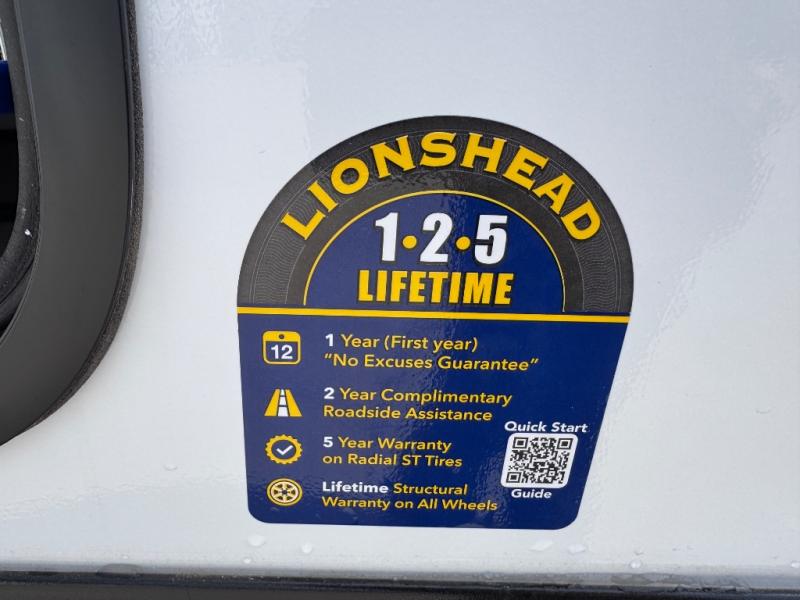 LIONSHEAD
1·2·5
LIFETIME
12
1 Year (First year)
"No Excuses Guarantee"
2 Year Complimentary
Roadside Assistance
5 Year Warranty
on Radial ST Tires
Lifetime Structural
Warranty on All Wheels
Quick Start
Guide